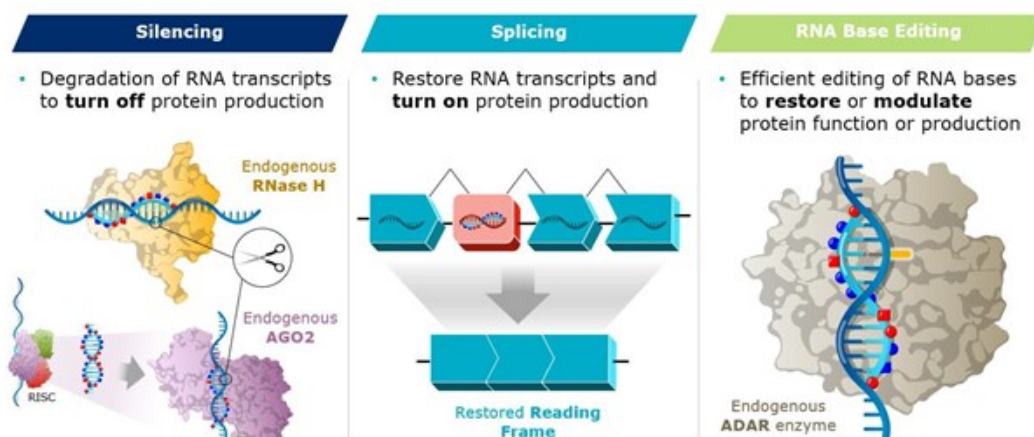 Silencing
• Degradation of RNA transcripts
to turn off protein production
Endogenous
RNase H
Endogenous
AGO2
RISC
Splicing
• Restore RNA transcripts and
turn on protein production
Restored Reading
Frame
RNA Base Editing
• Efficient editing of RNA bases
to restore or modulate
protein function or production
Endogenous
ADAR enzyme